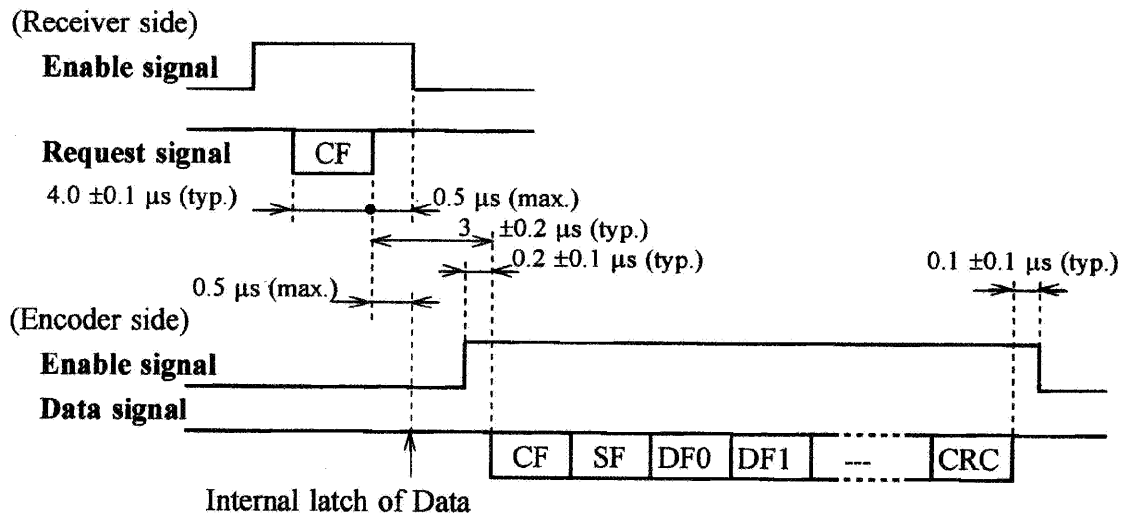 (Receiver side)
Enable signal
Request signal
CF
4.0 ±0.1 μs (typ.)
0.5 μs (max.)
3 ±0.2 μs (typ.)
0.2 ±0.1 μs (typ.)
0.1 ±0.1 μs (typ.)
0.5 μs (max.)
(Encoder side)
Enable signal
Data signal
CF SF DF0 DF1 --- CRC
Internal latch of Data